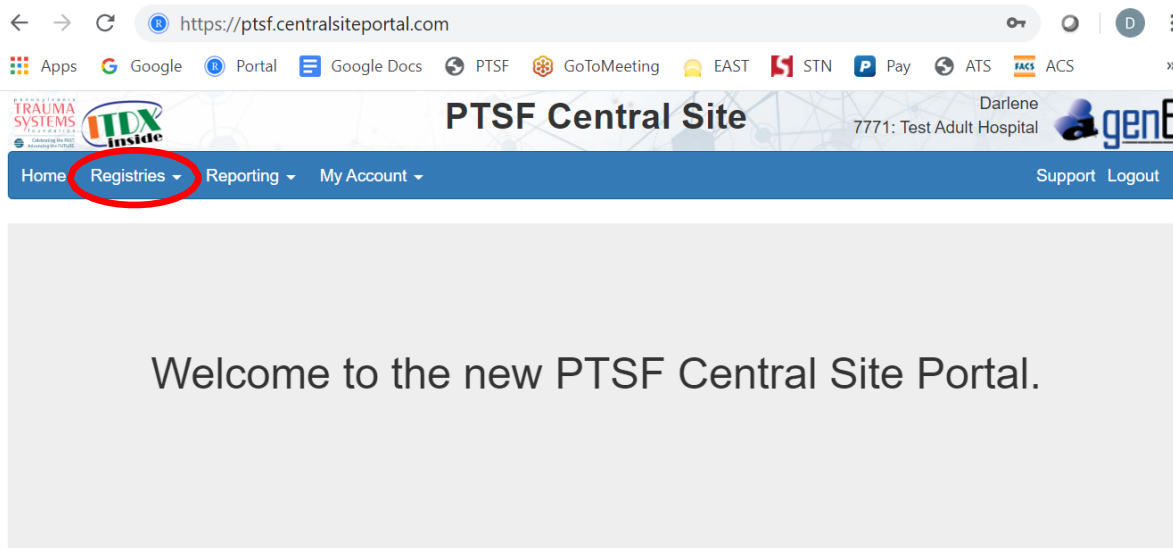 https://ptsf.centralsiteportal.com D
Apps G Google R Portal Google Docs PTSF GoToMeeting EAST STN P Pay ATS FACS ACS »
TRAUMA
SYSTEMS
ITDX
inside
PTSF Central Site
Darlene
7771: Test Adult Hospital
Home Registries Reporting My Account Support Logout
Welcome to the new PTSF Central Site Portal.